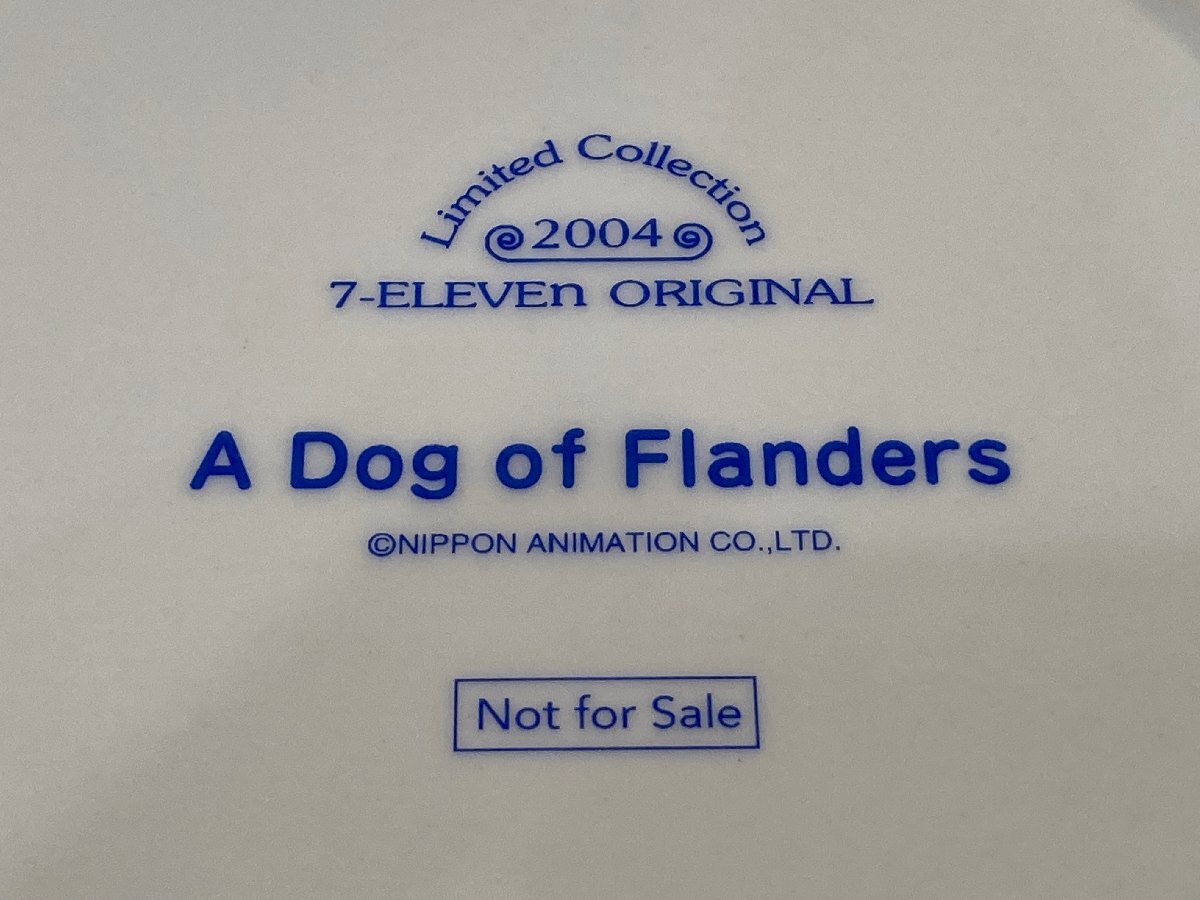 Limited Collection
2004
7-ELEVEn ORIGINAL
A Dog of Flanders
©NIPPON ANIMATION CO.,LTD.
Not for Sale